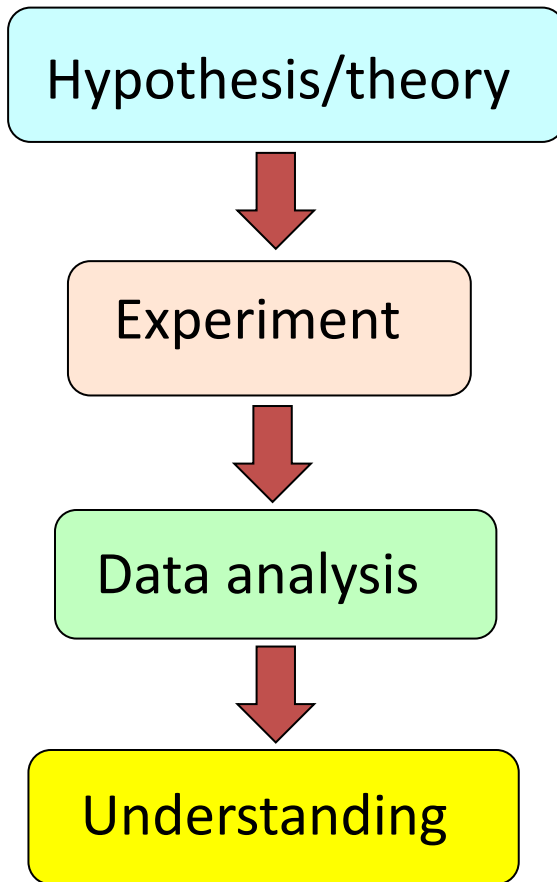 Hypothesis/theory
Experiment
Data analysis
Understanding